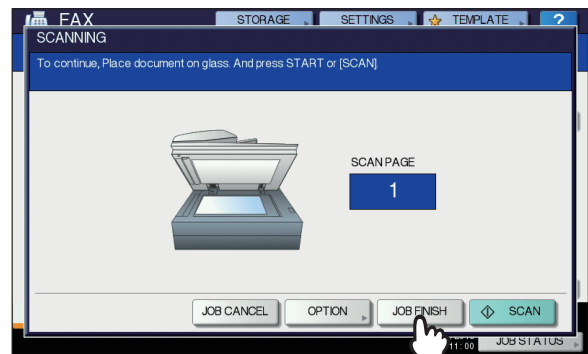 FAX STORAGE SETTINGS TEMPLATE ?
SCANNING
To continue, Place document on glass. And press START or [SCAN].
SCAN PAGE
1
JOB CANCEL OPTION JOB FINISH SCAN
11:00 JOB STATUS